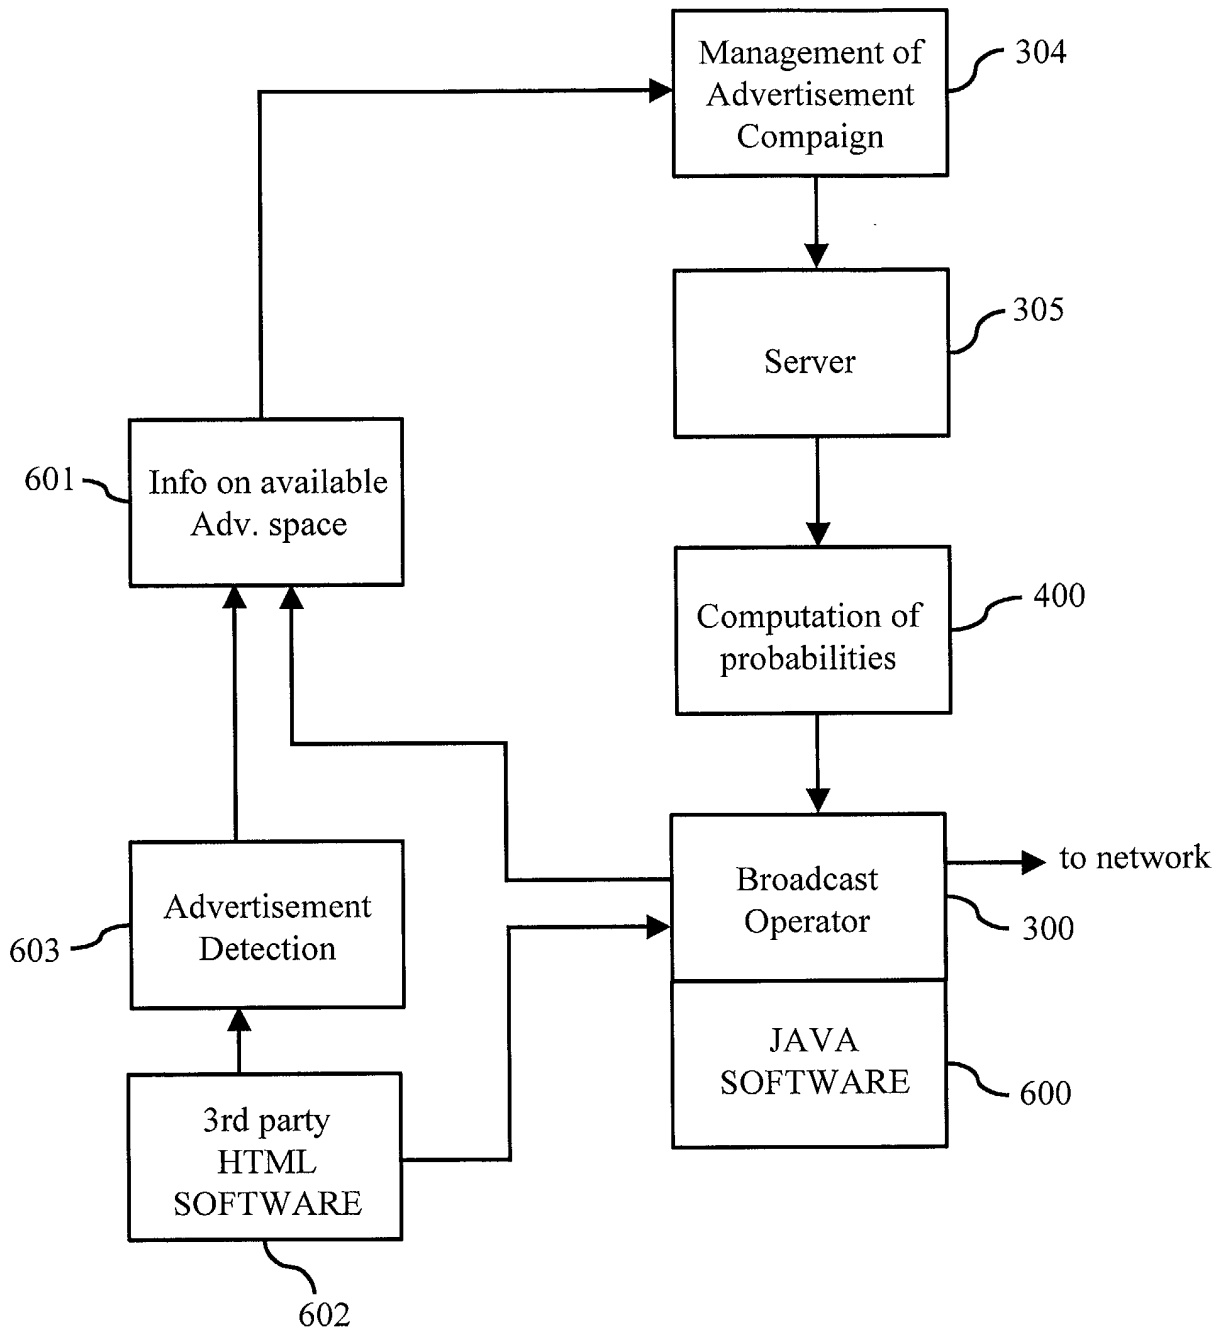 Management of
Advertisement
Compaign
304
Server
305
601
Info on available
Adv. space
Computation of
probabilities
400
Broadcast
Operator
to network
300
603
Advertisement
Detection
JAVA
SOFTWARE
600
3rd party
HTML
SOFTWARE
602